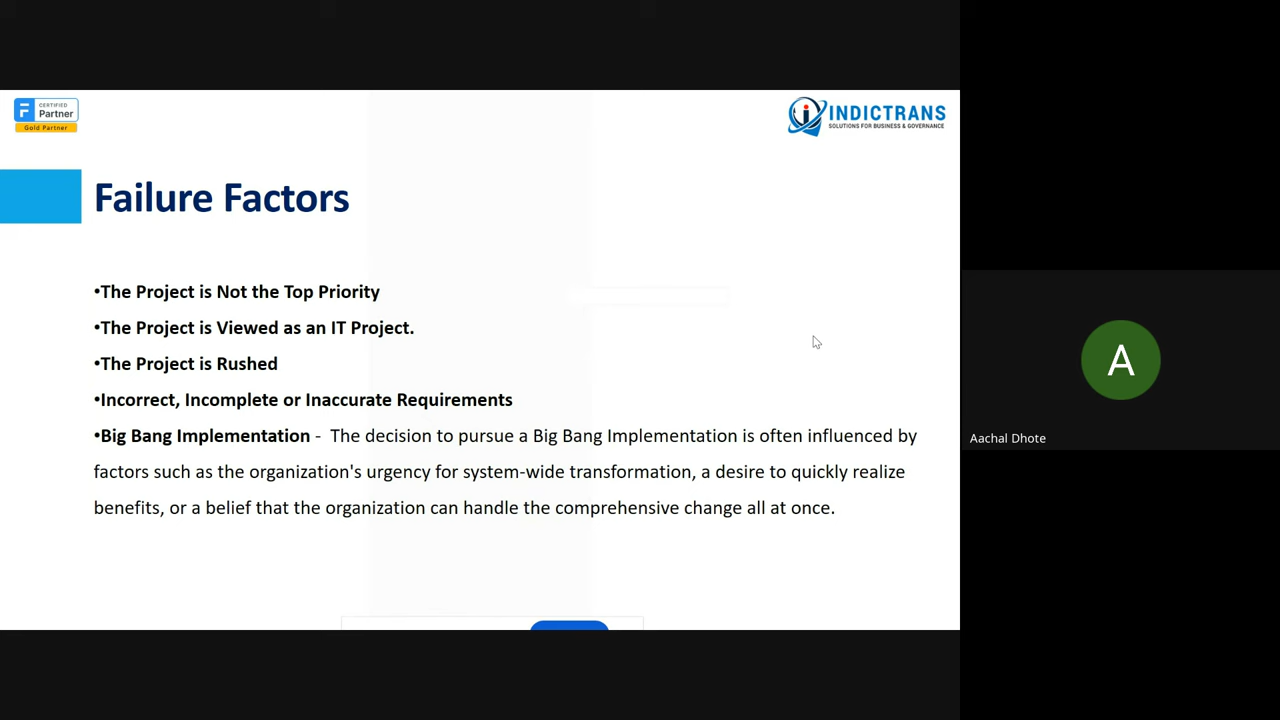 CERTIFIED
Partner
Gold Partner
INDICTRANS
SOLUTIONS FOR BUSINESS & GOVERNANCE
Failure Factors
•The Project is Not the Top Priority
•The Project is Viewed as an IT Project.
•The Project is Rushed
•Incorrect, Incomplete or Inaccurate Requirements
•Big Bang Implementation - The decision to pursue a Big Bang Implementation is often influenced by
factors such as the organization's urgency for system-wide transformation, a desire to quickly realize
benefits, or a belief that the organization can handle the comprehensive change all at once.
A
Aachal Dhote